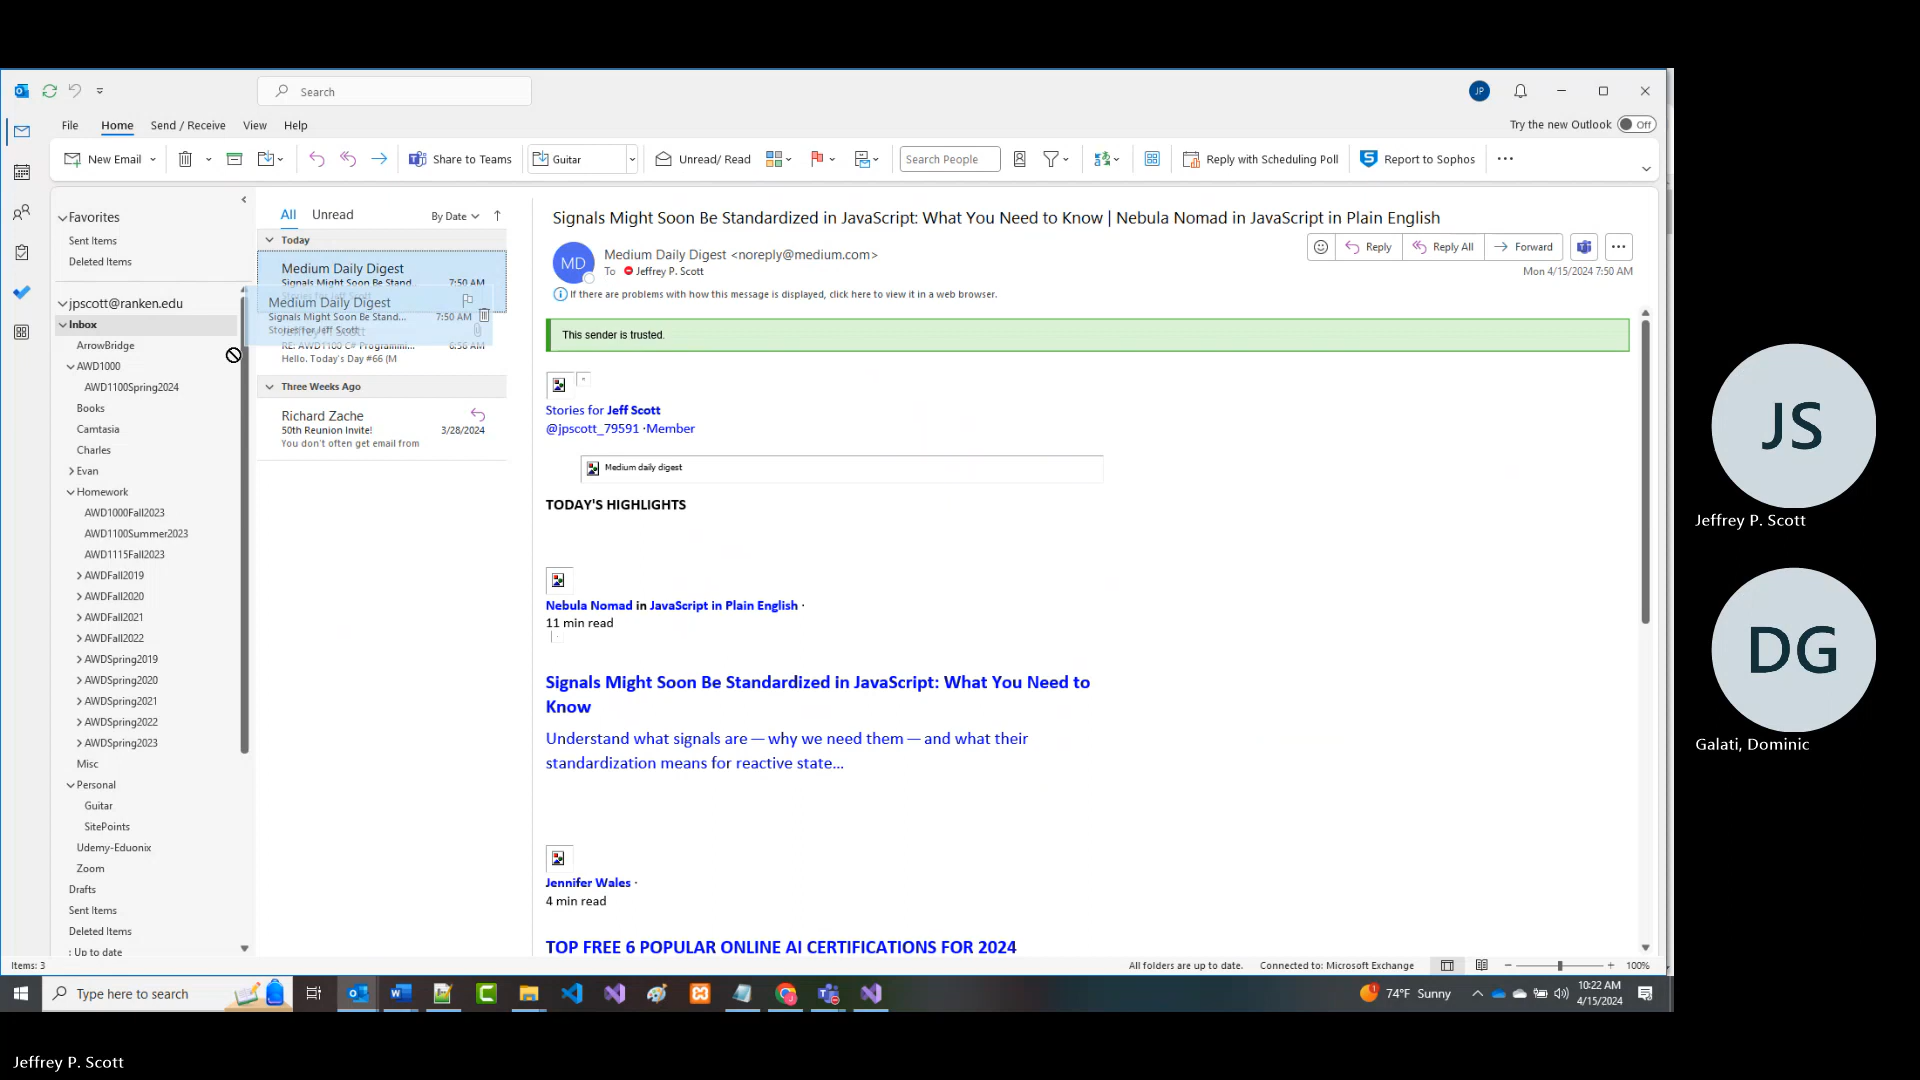 Search
JP
File
Home
Send / Receive
View
Help
Try the new Outlook
Off
New Email
Share to Teams
Guitar
Unread/ Read
Search People
Reply with Scheduling Poll
Report to Sophos
Favorites
Sent Items
Deleted Items
jpscott@ranken.edu
Inbox
ArrowBridge
AWD1000
AWD1100Spring2024
Books
Camtasia
Charles
Evan
Homework
AWD1000Fall2023
AWD1100Summer2023
AWD1115Fall2023
AWDFall2019
AWDFall2020
AWDFall2021
AWDFall2022
AWDSpring2019
AWDSpring2020
AWDSpring2021
AWDSpring2022
AWDSpring2023
Misc
Personal
Guitar
SitePoints
Udemy-Eduonix
Zoom
Drafts
Sent Items
Deleted Items
: Up to date
All
Unread
By Date
Today
Medium Daily Digest
Signals Might Soon Be Stand...
7:50 AM
Medium Daily Digest
Signals Might Soon Be Stand...
7:50 AM
Stories for Jeff Scott
RE: AWD1100 C# Programmi...
6:56 AM
Hello. Today's Day #66 (M
Three Weeks Ago
Richard Zache
50th Reunion Invite!
3/28/2024
You don't often get email from
Signals Might Soon Be Standardized in JavaScript: What You Need to Know | Nebula Nomad in JavaScript in Plain English
MD
Medium Daily Digest <noreply@medium.com>
To Jeffrey P. Scott
Reply
Reply All
Forward
Mon 4/15/2024 7:50 AM
If there are problems with how this message is displayed, click here to view it in a web browser.
This sender is trusted.
Stories for Jeff Scott
@jpscott_79591 ·Member
Medium daily digest
TODAY'S HIGHLIGHTS
Nebula Nomad in JavaScript in Plain English ·
11 min read
Signals Might Soon Be Standardized in JavaScript: What You Need to
Know
Understand what signals are — why we need them — and what their
standardization means for reactive state...
Jennifer Wales ·
4 min read
TOP FREE 6 POPULAR ONLINE AI CERTIFICATIONS FOR 2024
Items: 3
All folders are up to date.
Connected to: Microsoft Exchange
100%
Type here to search
74°F Sunny
10:22 AM
4/15/2024
JS
Jeffrey P. Scott
DG
Galati, Dominic
Jeffrey P. Scott